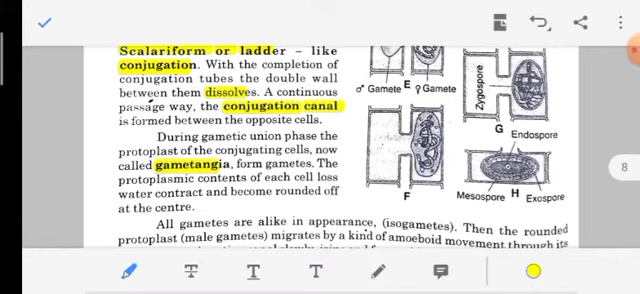 Scalariform or ladder – like
conjugation. With the completion of
conjugation tubes the double wall
between them dissolves. A continuous
passage way, the conjugation canal
is formed between the opposite cells.
During gametic union phase the
protoplast of the conjugating cells, now
called gametangia, form gametes. The
protoplasmic contents of each cell loss
water contract and become rounded off
at the centre.
All gametes are alike in appearance, (isogametes). Then the rounded
protoplast (male gametes) migrates by a kind of amoeboid movement through its
♂ Gamete E ♀ Gamete
F
Zygospore
G
Endospore
Mesospore H Exospore
8
T T T